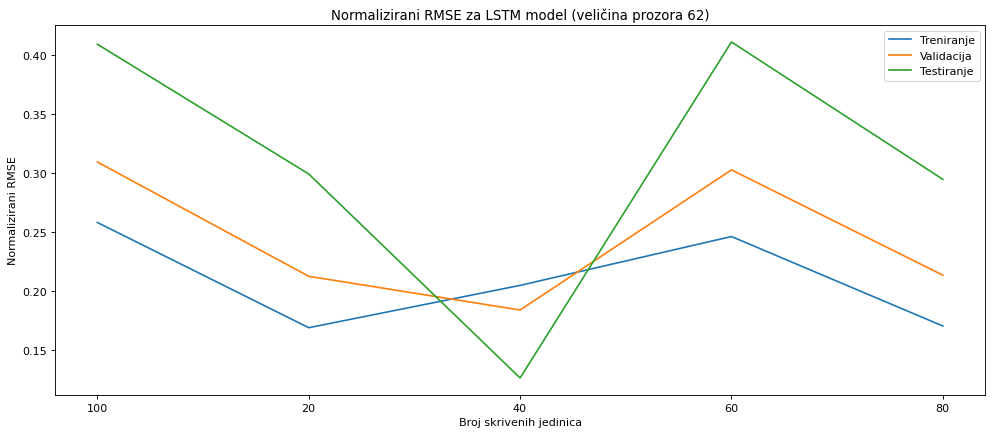 Normalizirani RMSE za LSTM model (veličina prozora 62)
Treniranje
Validacija
Testiranje
0.40
0.35
0.30
0.25
0.20
0.15
Normalizirani RMSE
100 20 40 60 80
Broj skrivenih jedinica